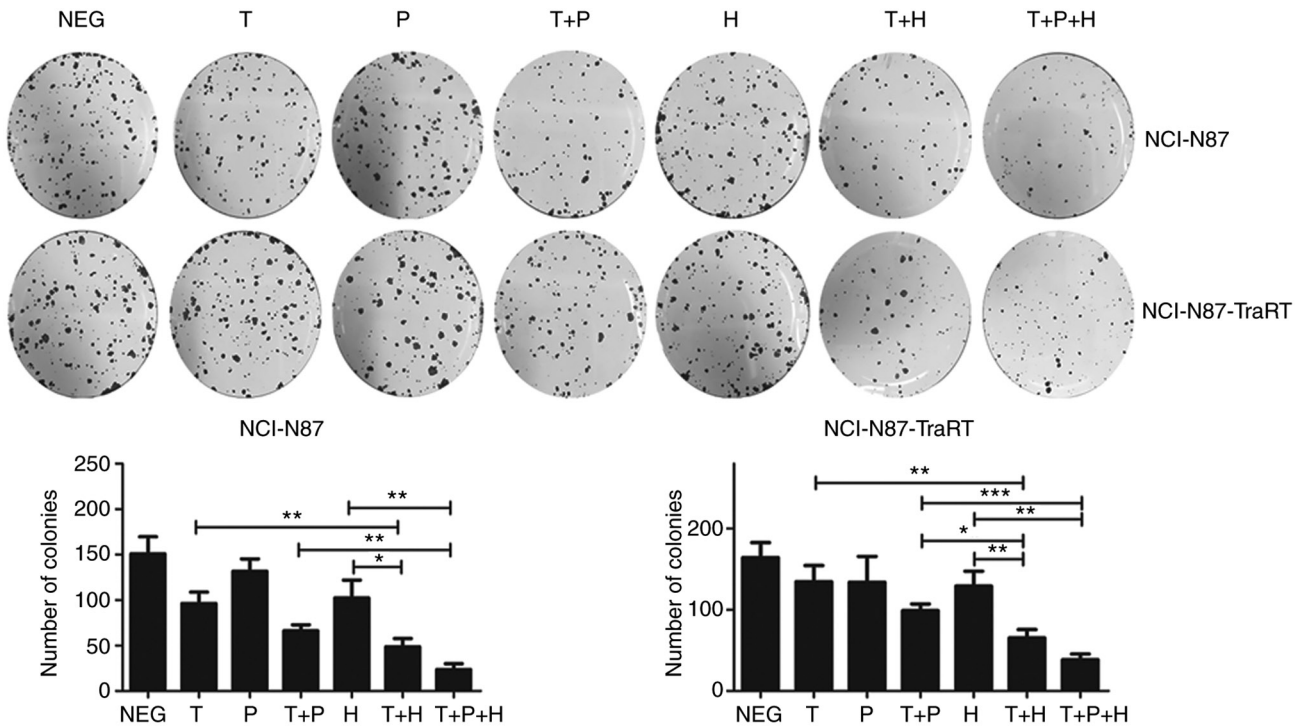 NEG T P T+P H T+H T+P+H
NCI-N87
NCI-N87-TraRT
NCI-N87
250
200
150
100
50
0
Number of colonies
**
**
**
*
NEG T P T+P H T+H T+P+H
NCI-N87-TraRT
200
100
0
Number of colonies
**
***
**
*
**
NEG T P T+P H T+H T+P+H